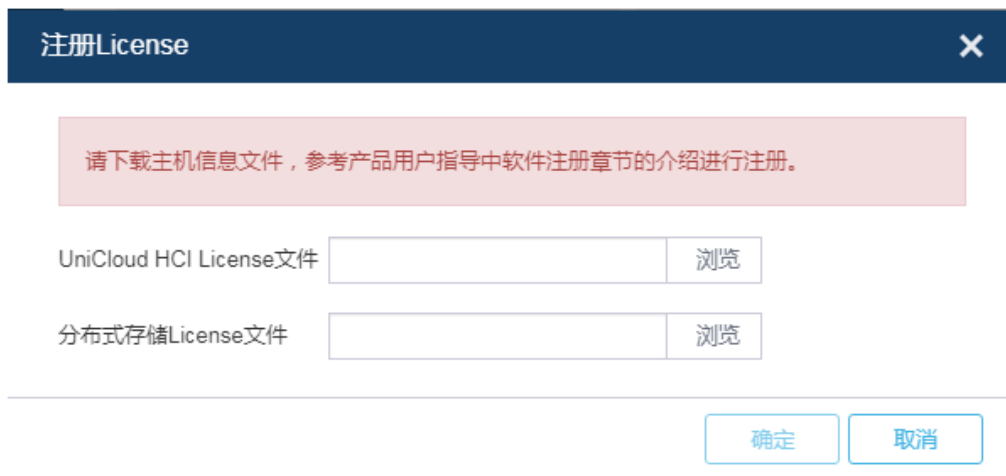 注册License
请下载主机信息文件，参考产品用户指导中软件注册章节的介绍进行注册。
UniCloud HCI License文件 浏览
分布式存储License文件 浏览
确定 取消